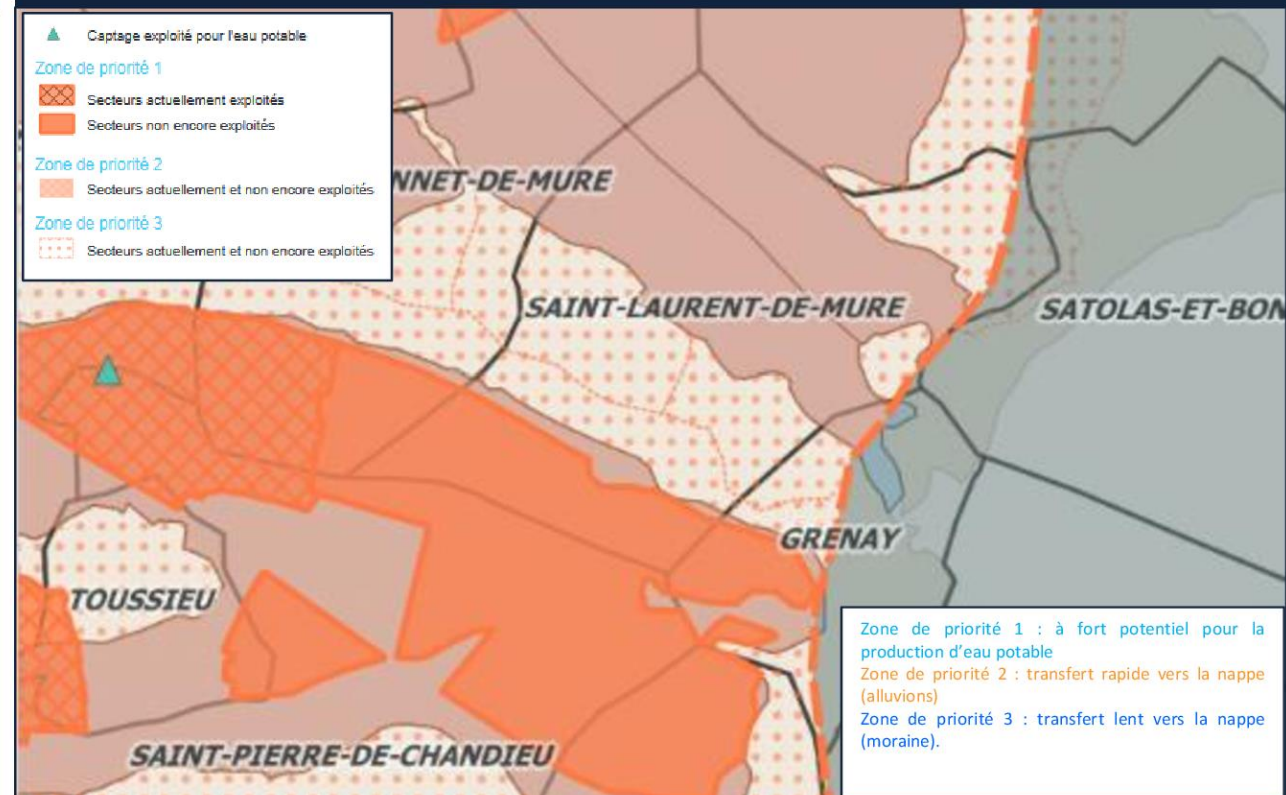 Captage exploité pour l'eau potable
Zone de priorité 1
Secteurs actuellement exploités
Secteurs non encore exploités
Zone de priorité 2
Secteurs actuellement et non encore exploités
Zone de priorité 3
Secteurs actuellement et non encore exploités
NNET-DE-MURE
SAINT-LAURENT-DE-MURE
SATOLAS-ET-BON
GRENAY
TOUSSIEU
SAINT-PIERRE-DE-CHANDIEU
Zone de priorité 1 : à fort potentiel pour la
production d'eau potable
Zone de priorité 2 : transfert rapide vers la nappe
(alluvions)
Zone de priorité 3 : transfert lent vers la nappe
(moraine).